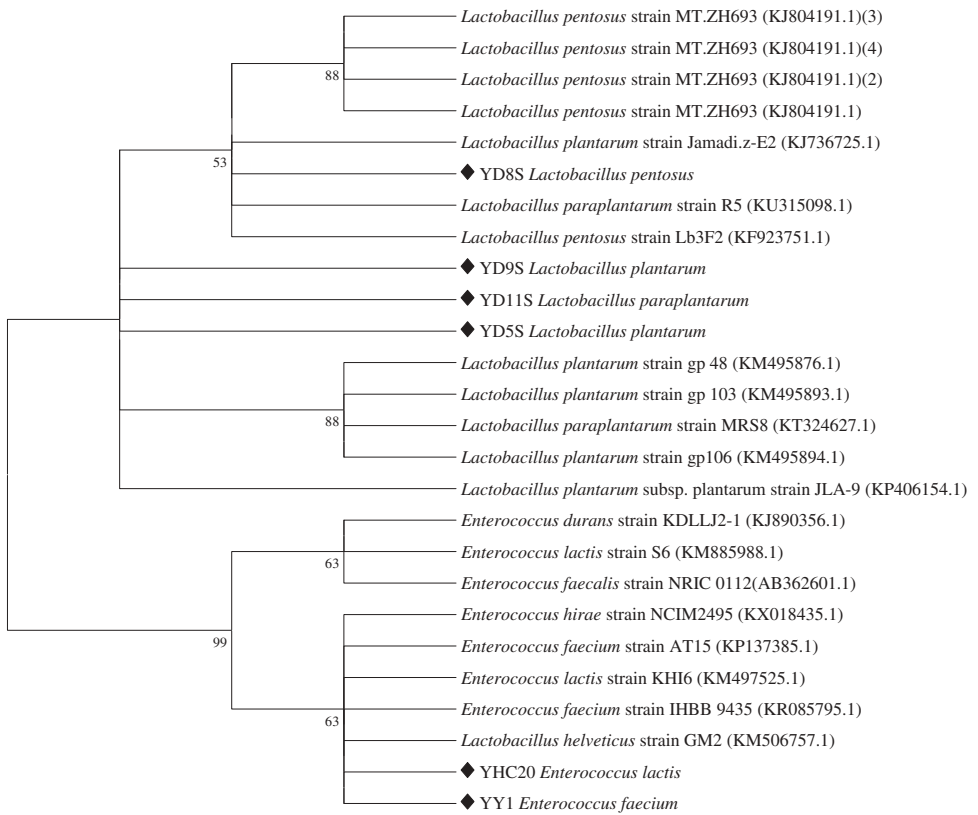 Lactobacillus pentosus strain MT.ZH693 (KJ804191.1)(3)
Lactobacillus pentosus strain MT.ZH693 (KJ804191.1)(4)
88
Lactobacillus pentosus strain MT.ZH693 (KJ804191.1)(2)
Lactobacillus pentosus strain MT.ZH693 (KJ804191.1)
Lactobacillus plantarum strain Jamadi.z-E2 (KJ736725.1)
53
◆ YD8S Lactobacillus pentosus
Lactobacillus paraplantarum strain R5 (KU315098.1)
Lactobacillus pentosus strain Lb3F2 (KF923751.1)
◆ YD9S Lactobacillus plantarum
◆ YD11S Lactobacillus paraplantarum
◆ YD5S Lactobacillus plantarum
Lactobacillus plantarum strain gp 48 (KM495876.1)
Lactobacillus plantarum strain gp 103 (KM495893.1)
88
Lactobacillus paraplantarum strain MRS8 (KT324627.1)
Lactobacillus plantarum strain gp106 (KM495894.1)
Lactobacillus plantarum subsp. plantarum strain JLA-9 (KP406154.1)
Enterococcus durans strain KDLLJ2-1 (KJ890356.1)
Enterococcus lactis strain S6 (KM885988.1)
63
Enterococcus faecalis strain NRIC 0112(AB362601.1)
Enterococcus hirae strain NCIM2495 (KX018435.1)
99
Enterococcus faecium strain AT15 (KP137385.1)
Enterococcus lactis strain KHI6 (KM497525.1)
Enterococcus faecium strain IHBB 9435 (KR085795.1)
63
Lactobacillus helveticus strain GM2 (KM506757.1)
◆ YHC20 Enterococcus lactis
◆ YY1 Enterococcus faecium